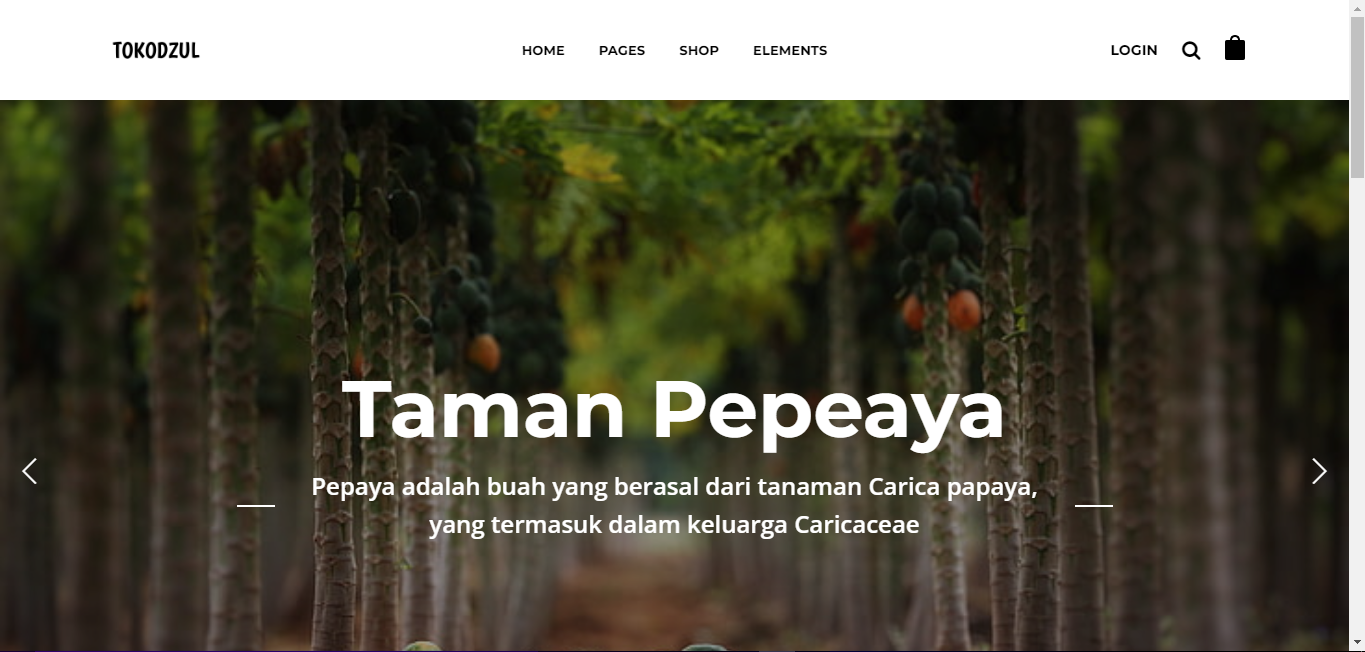 TOKODZUL
HOME PAGES SHOP ELEMENTS
LOGIN
Taman Pepeaya
Pepaya adalah buah yang berasal dari tanaman Carica papaya,
yang termasuk dalam keluarga Caricaceae